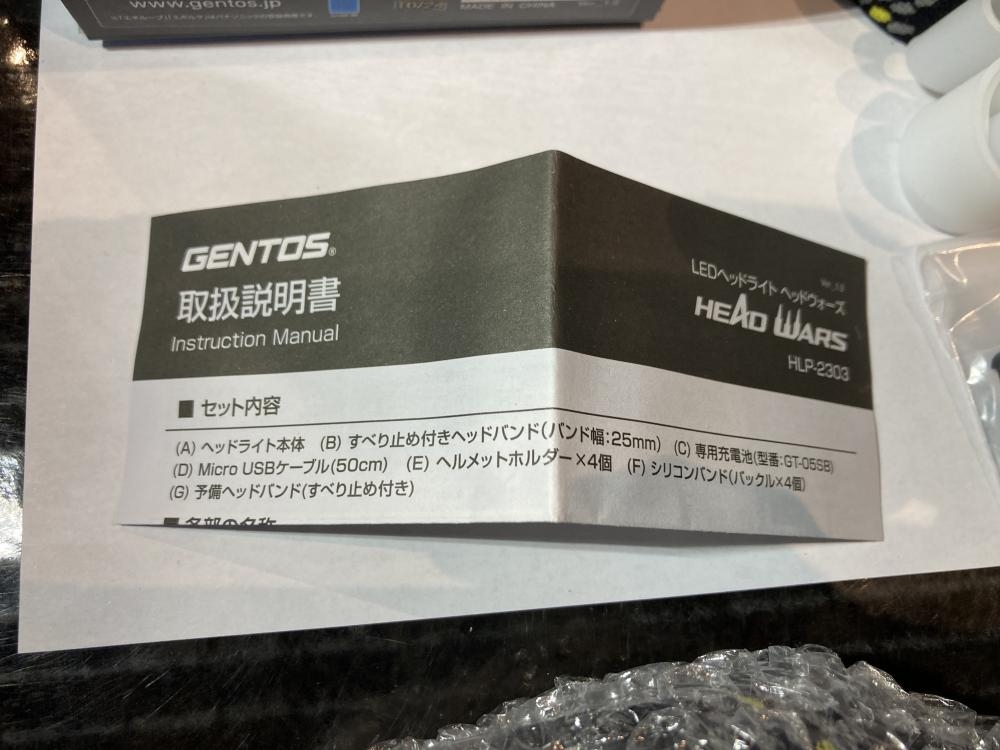 www.gentos.jp
MADE IN CHINA
GENTOS®
取扱説明書
Instruction Manual
LEDヘッドライト ヘッドウォーズ
HEAD WARS
HLP-2303
■ セット内容
(A) ヘッドライト本体 (B) すべり止め付きヘッドバンド(バンド幅:25mm) (C) 専用充電池(型番:GT-05SB)
(D) Micro USBケーブル(50cm) (E) ヘルメットホルダー×4個 (F) シリコンバンド(バックル×4個)
(G) 予備ヘッドバンド(すべり止め付き)
■ 各部の名称